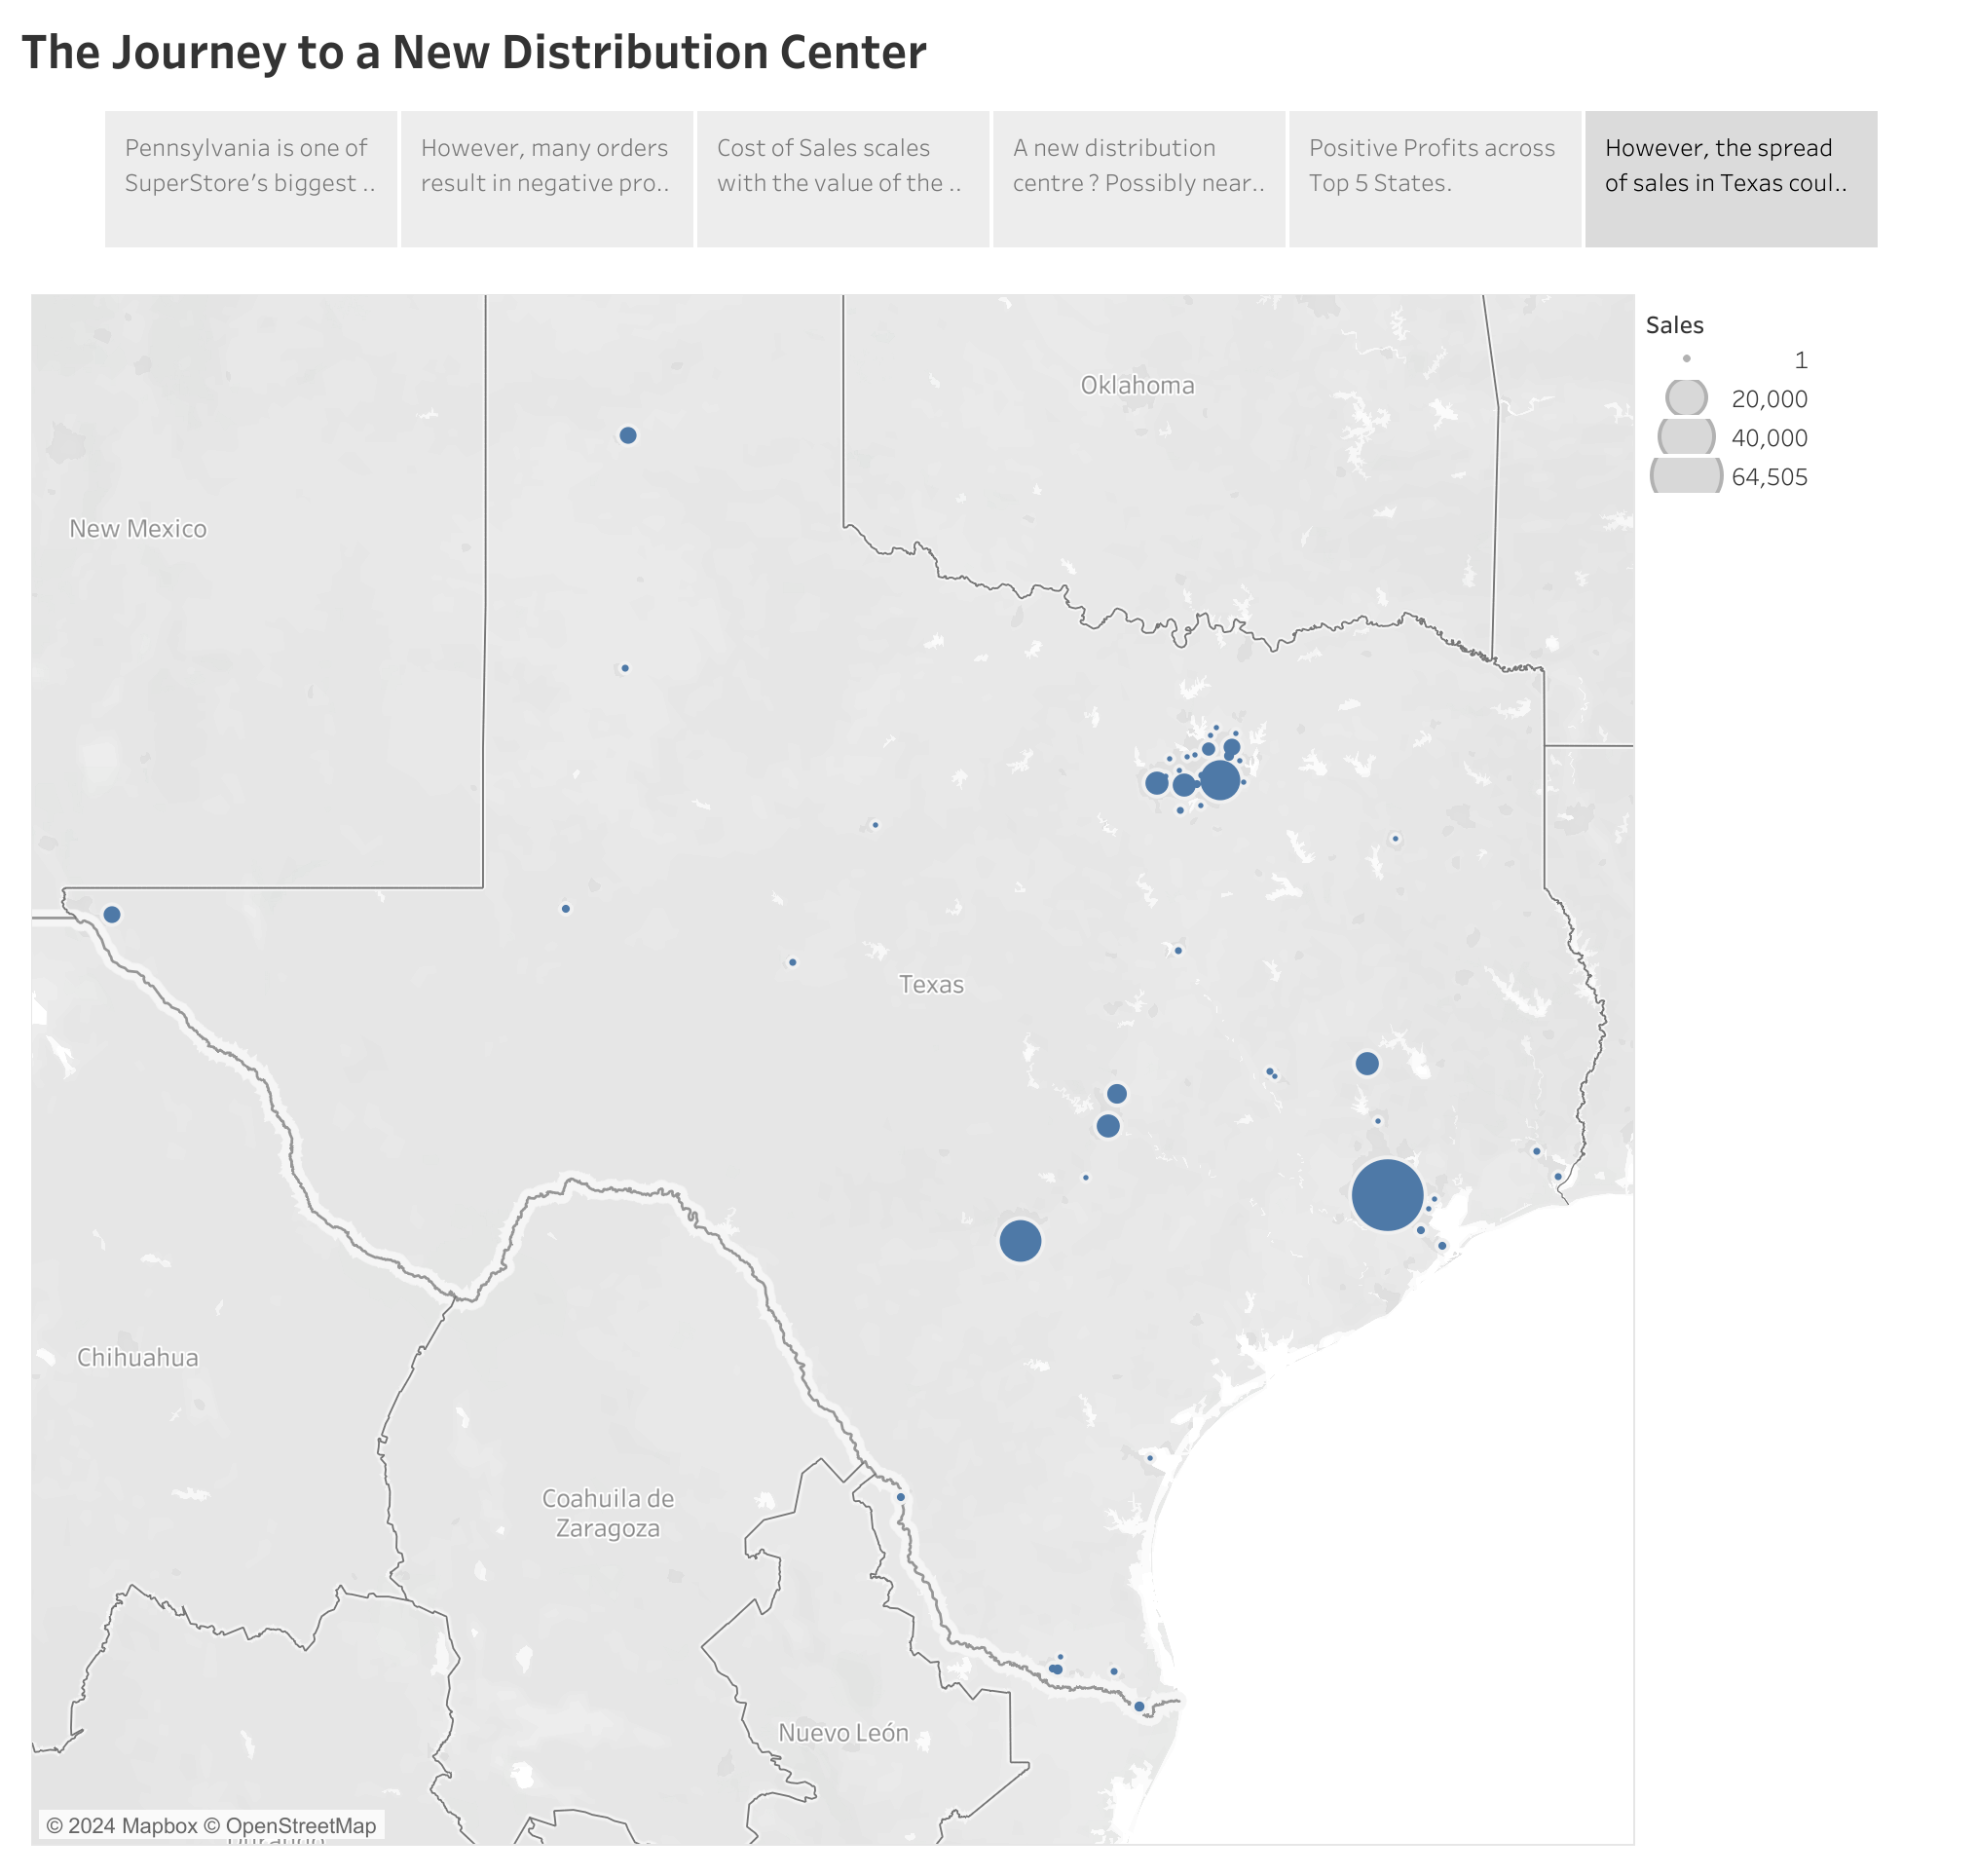 The Journey to a New Distribution Center
Pennsylvania is one of
SuperStore's biggest ..
However, many orders
result in negative pro..
Cost of Sales scales
with the value of the ..
A new distribution
centre ? Possibly near..
Positive Profits across
Top 5 States.
However, the spread
of sales in Texas coul..
Sales
1
20,000
40,000
64,505
Oklahoma
New Mexico
Texas
Chihuahua
Coahuila de
Zaragoza
Nuevo León
© 2024 Mapbox © OpenStreetMap